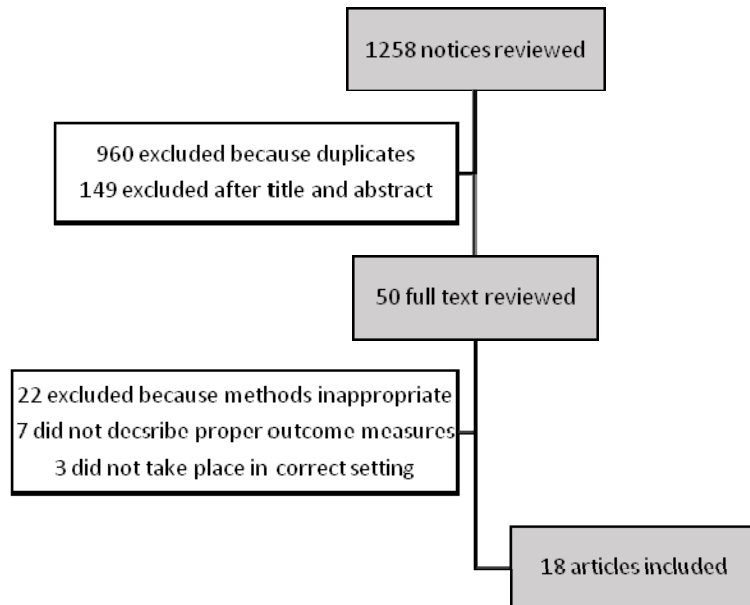 1258 notices reviewed
960 excluded because duplicates
149 excluded after title and abstract
50 full text reviewed
22 excluded because methods inappropriate
7 did not decsribe proper outcome measures
3 did not take place in correct setting
18 articles included